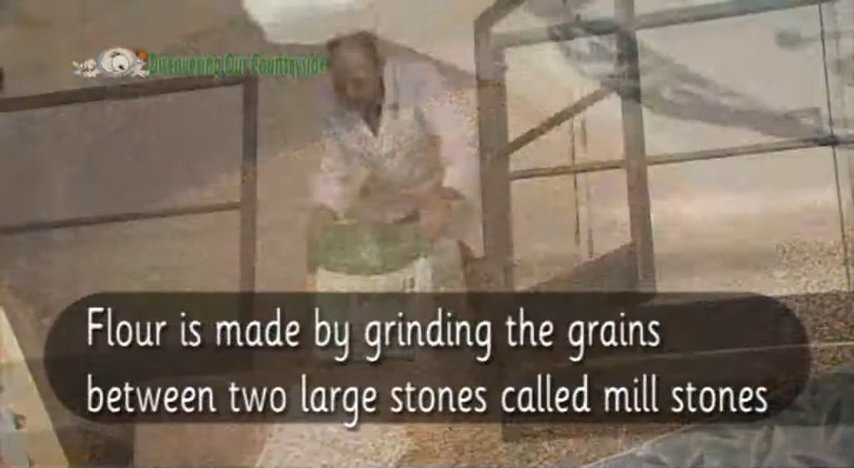 Discovering Our Countryside
Flour is made by grinding the grains
between two large stones called mill stones